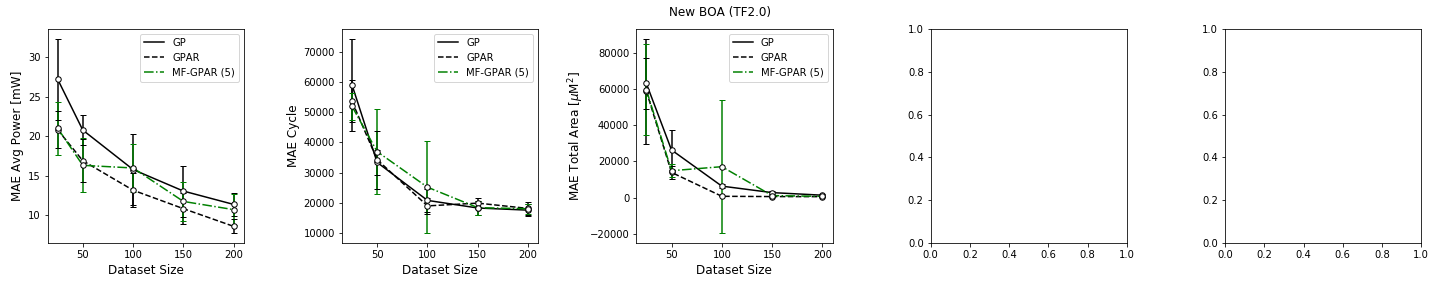 New BOA (TF2.0)
MAE Avg Power [mW]
30
25
20
15
10
GP
GPAR
MF-GPAR (5)
50
100
150
200
Dataset Size
MAE Cycle
70000
60000
50000
40000
30000
20000
10000
GP
GPAR
MF-GPAR (5)
50
100
150
200
Dataset Size
MAE Total Area [μM²]
80000
60000
40000
20000
0
−20000
GP
GPAR
MF-GPAR (5)
50
100
150
200
Dataset Size
1.0
0.8
0.6
0.4
0.2
0.0
0.0 0.2 0.4 0.6 0.8 1.0
1.0
0.8
0.6
0.4
0.2
0.0
0.0 0.2 0.4 0.6 0.8 1.0